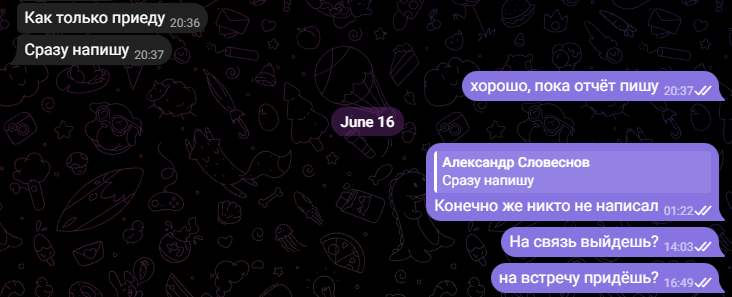 Как только приеду 20:36
Сразу напишу 20:37
хорошо, пока отчёт пишу 20:37
June 16
Александр Словеснов
Сразу напишу
Конечно же никто не написал 01:22
На связь выйдешь? 14:03
на встречу придёшь? 16:49